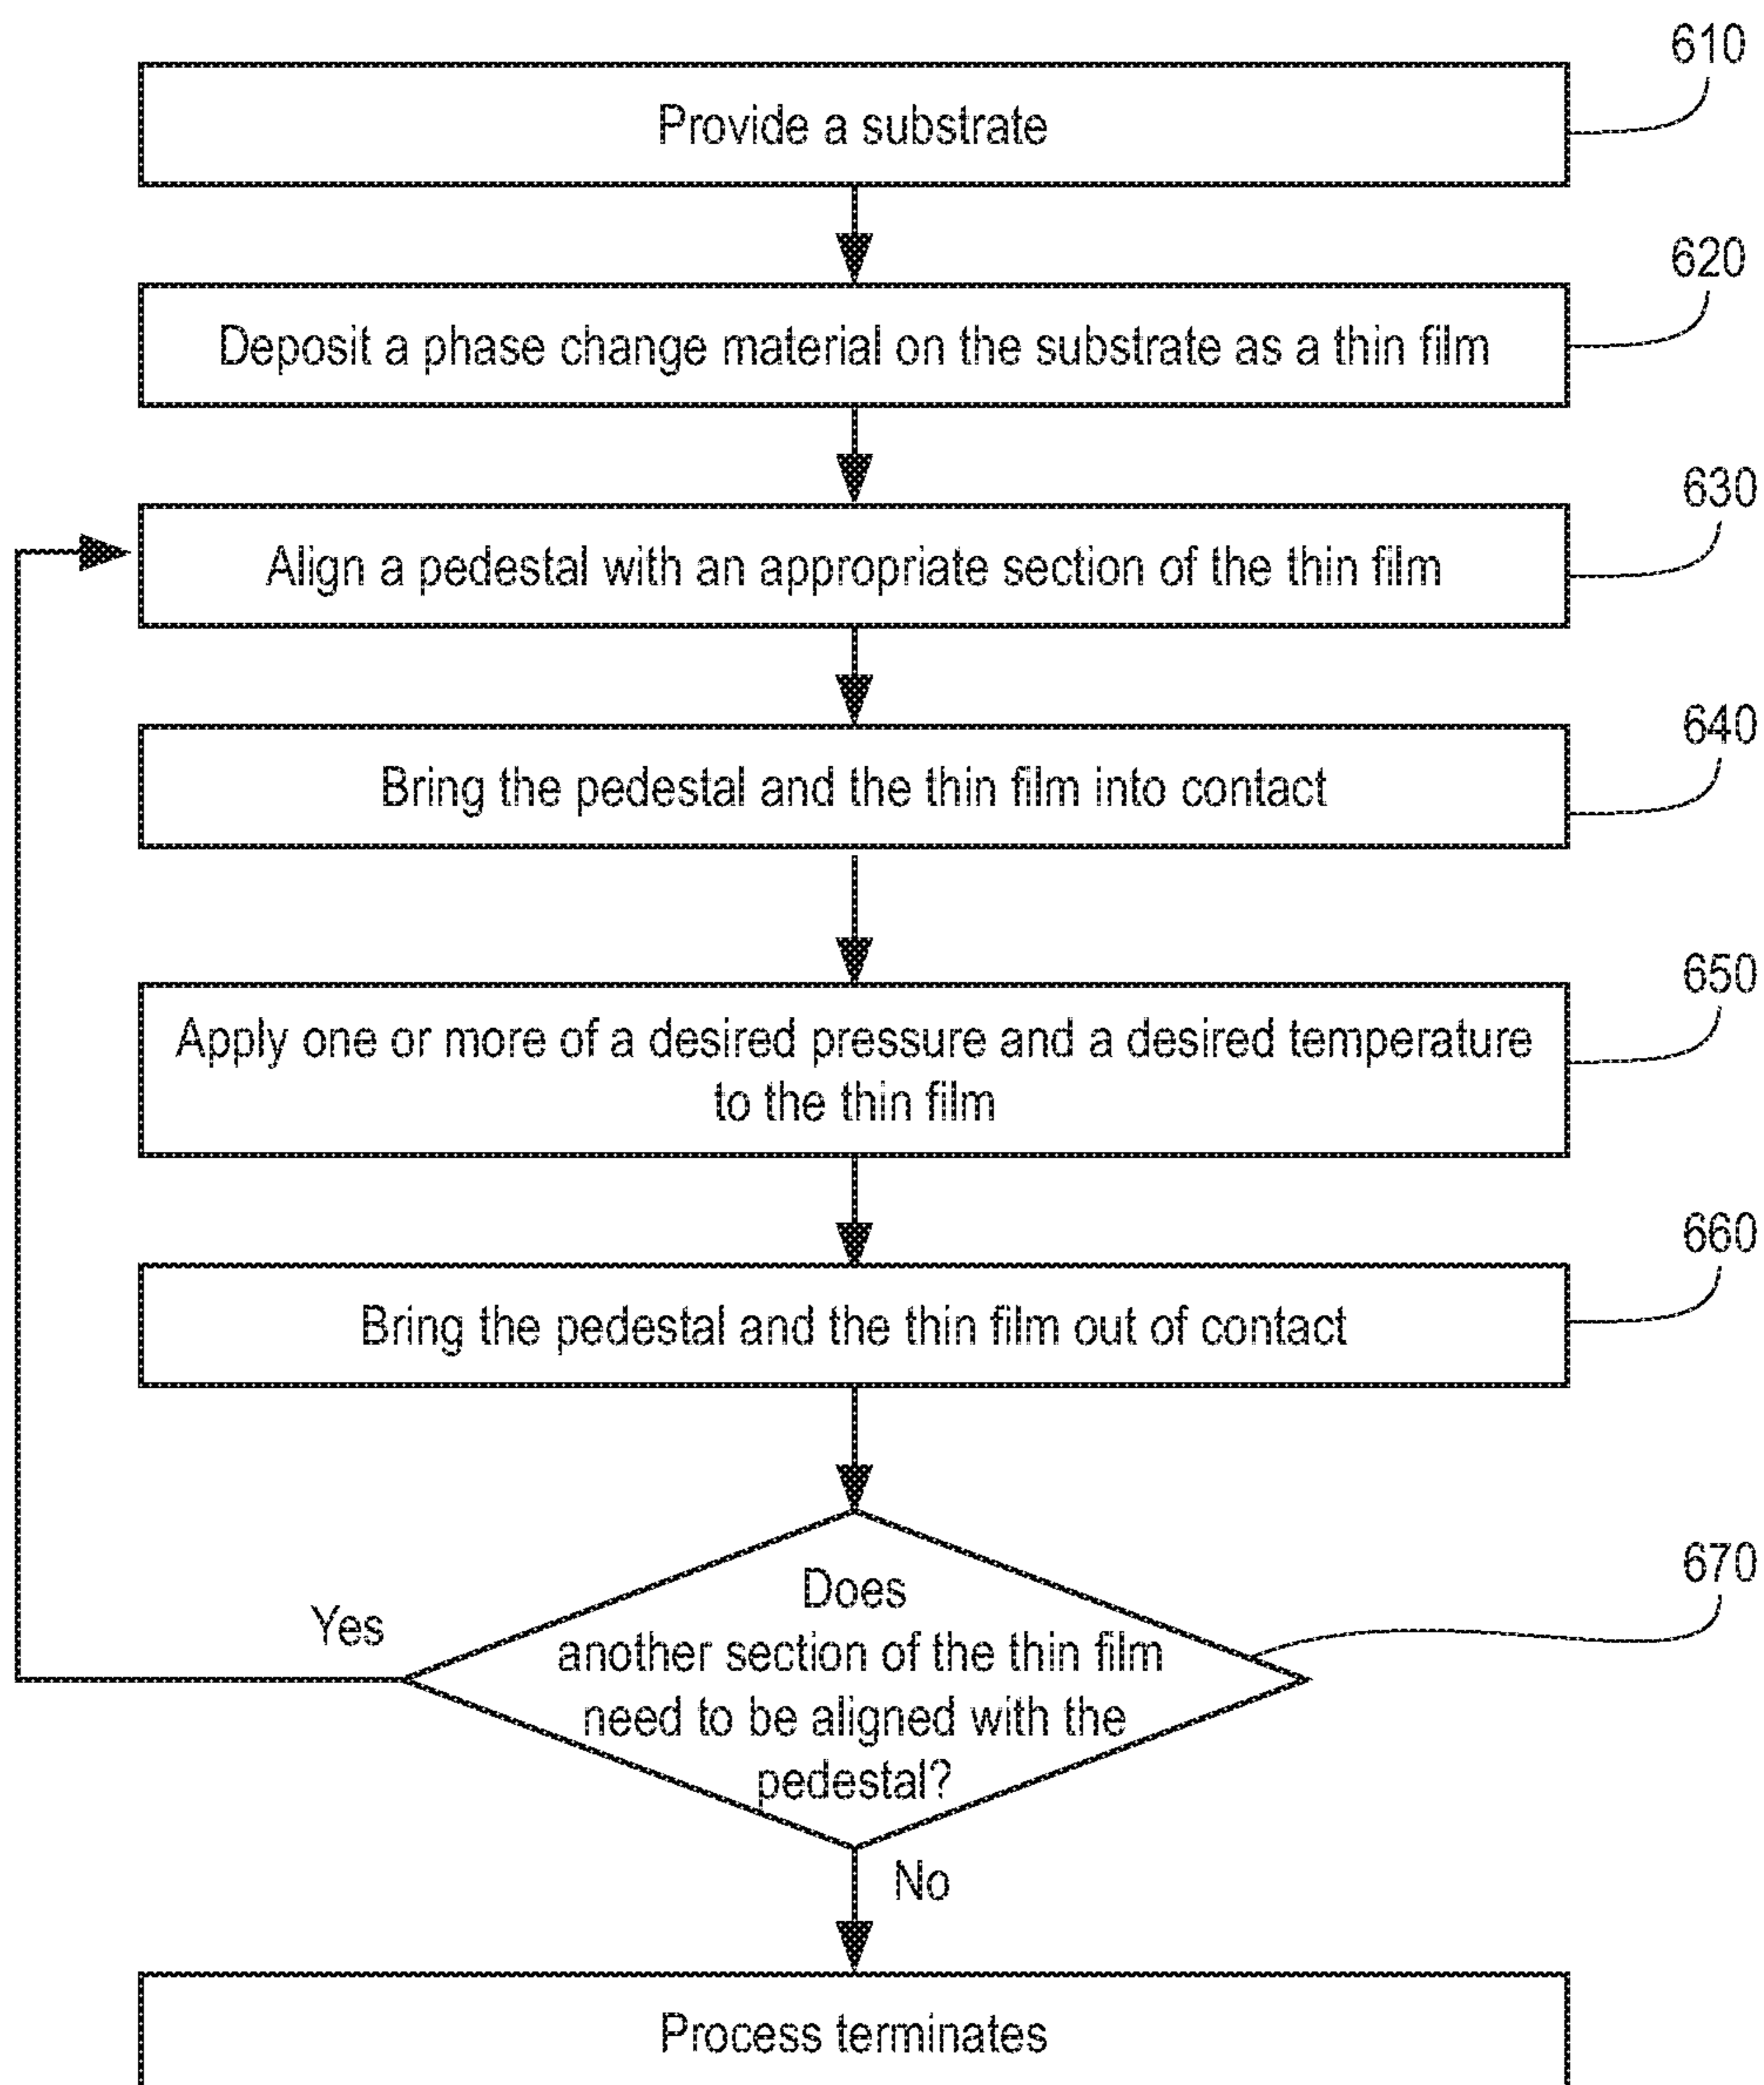 610
Provide a substrate
620
Deposit a phase change material on the substrate as a thin film
630
Align a pedestal with an appropriate section of the thin film
640
Bring the pedestal and the thin film into contact
650
Apply one or more of a desired pressure and a desired temperature
to the thin film
660
Bring the pedestal and the thin film out of contact
670
Does
another section of the thin film
need to be aligned with the
pedestal?
Yes
No
Process terminates